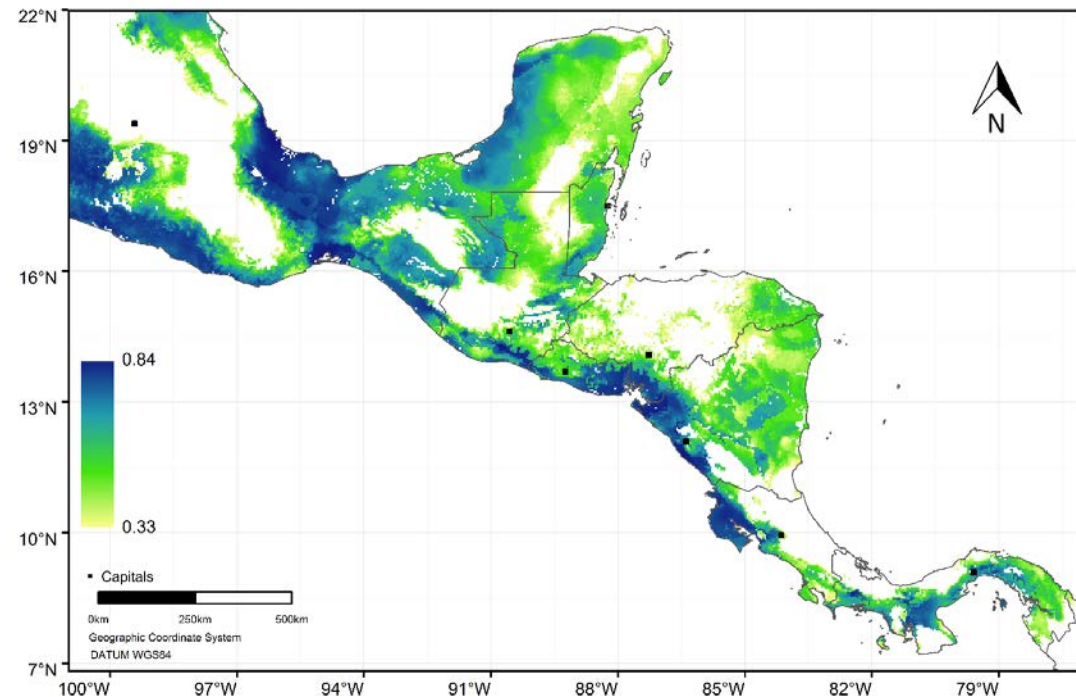 22°N
19°N
16°N
13°N
10°N
7°N
N
0.84
0.33
▪ Capitals
0km 250km 500km
Geographic Coordinate System
DATUM WGS84
100°W 97°W 94°W 91°W 88°W 85°W 82°W 79°W